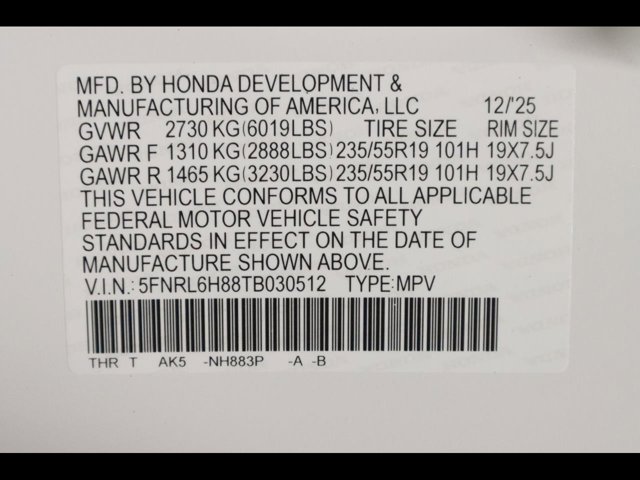 MFD. BY HONDA DEVELOPMENT &
MANUFACTURING OF AMERICA, LLC 12/'25
GVWR 2730 KG(6019LBS) TIRE SIZE RIM SIZE
GAWR F 1310 KG(2888LBS) 235/55R19 101H 19X7.5J
GAWR R 1465 KG(3230LBS) 235/55R19 101H 19X7.5J
THIS VEHICLE CONFORMS TO ALL APPLICABLE
FEDERAL MOTOR VEHICLE SAFETY
STANDARDS IN EFFECT ON THE DATE OF
MANUFACTURE SHOWN ABOVE.
V.I.N.: 5FNRL6H88TB030512 TYPE:MPV
THR T AK5 -NH883P -A -B